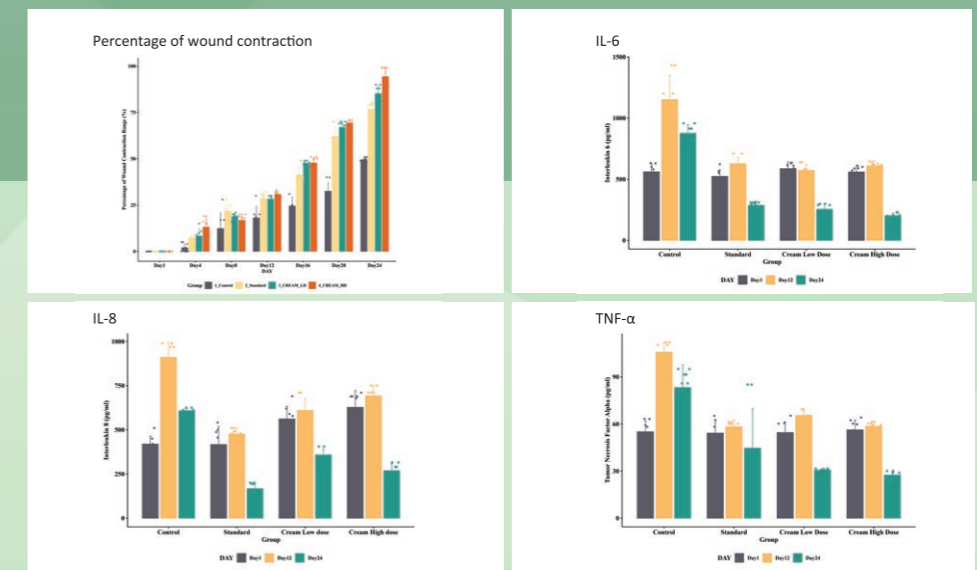 Percentage of wound contraction
Percentage of Wound Contraction Range (%)
100
75
50
25
0
Day1 Day4 Day8 Day12 Day16 Day20 Day24
DAY
Group 1_Control 2_Standard 3_CREAM_LD 4_CREAM_HD
IL-6
Interleukin 6 (pg/ml)
1500
1000
500
0
Control Standard Cream Low Dose Cream High Dose
Group
DAY Day1 Day12 Day24
IL-8
Interleukin 8 (pg/ml)
1000
750
500
250
0
Control Standard Cream Low dose Cream High dose
Group
DAY Day1 Day12 Day24
TNF-α
Tumor Necrosis Factor Alpha (pg/ml)
90
60
30
0
Control Standard Cream Low Dose Cream High Dose
Group
DAY Day1 Day12 Day24